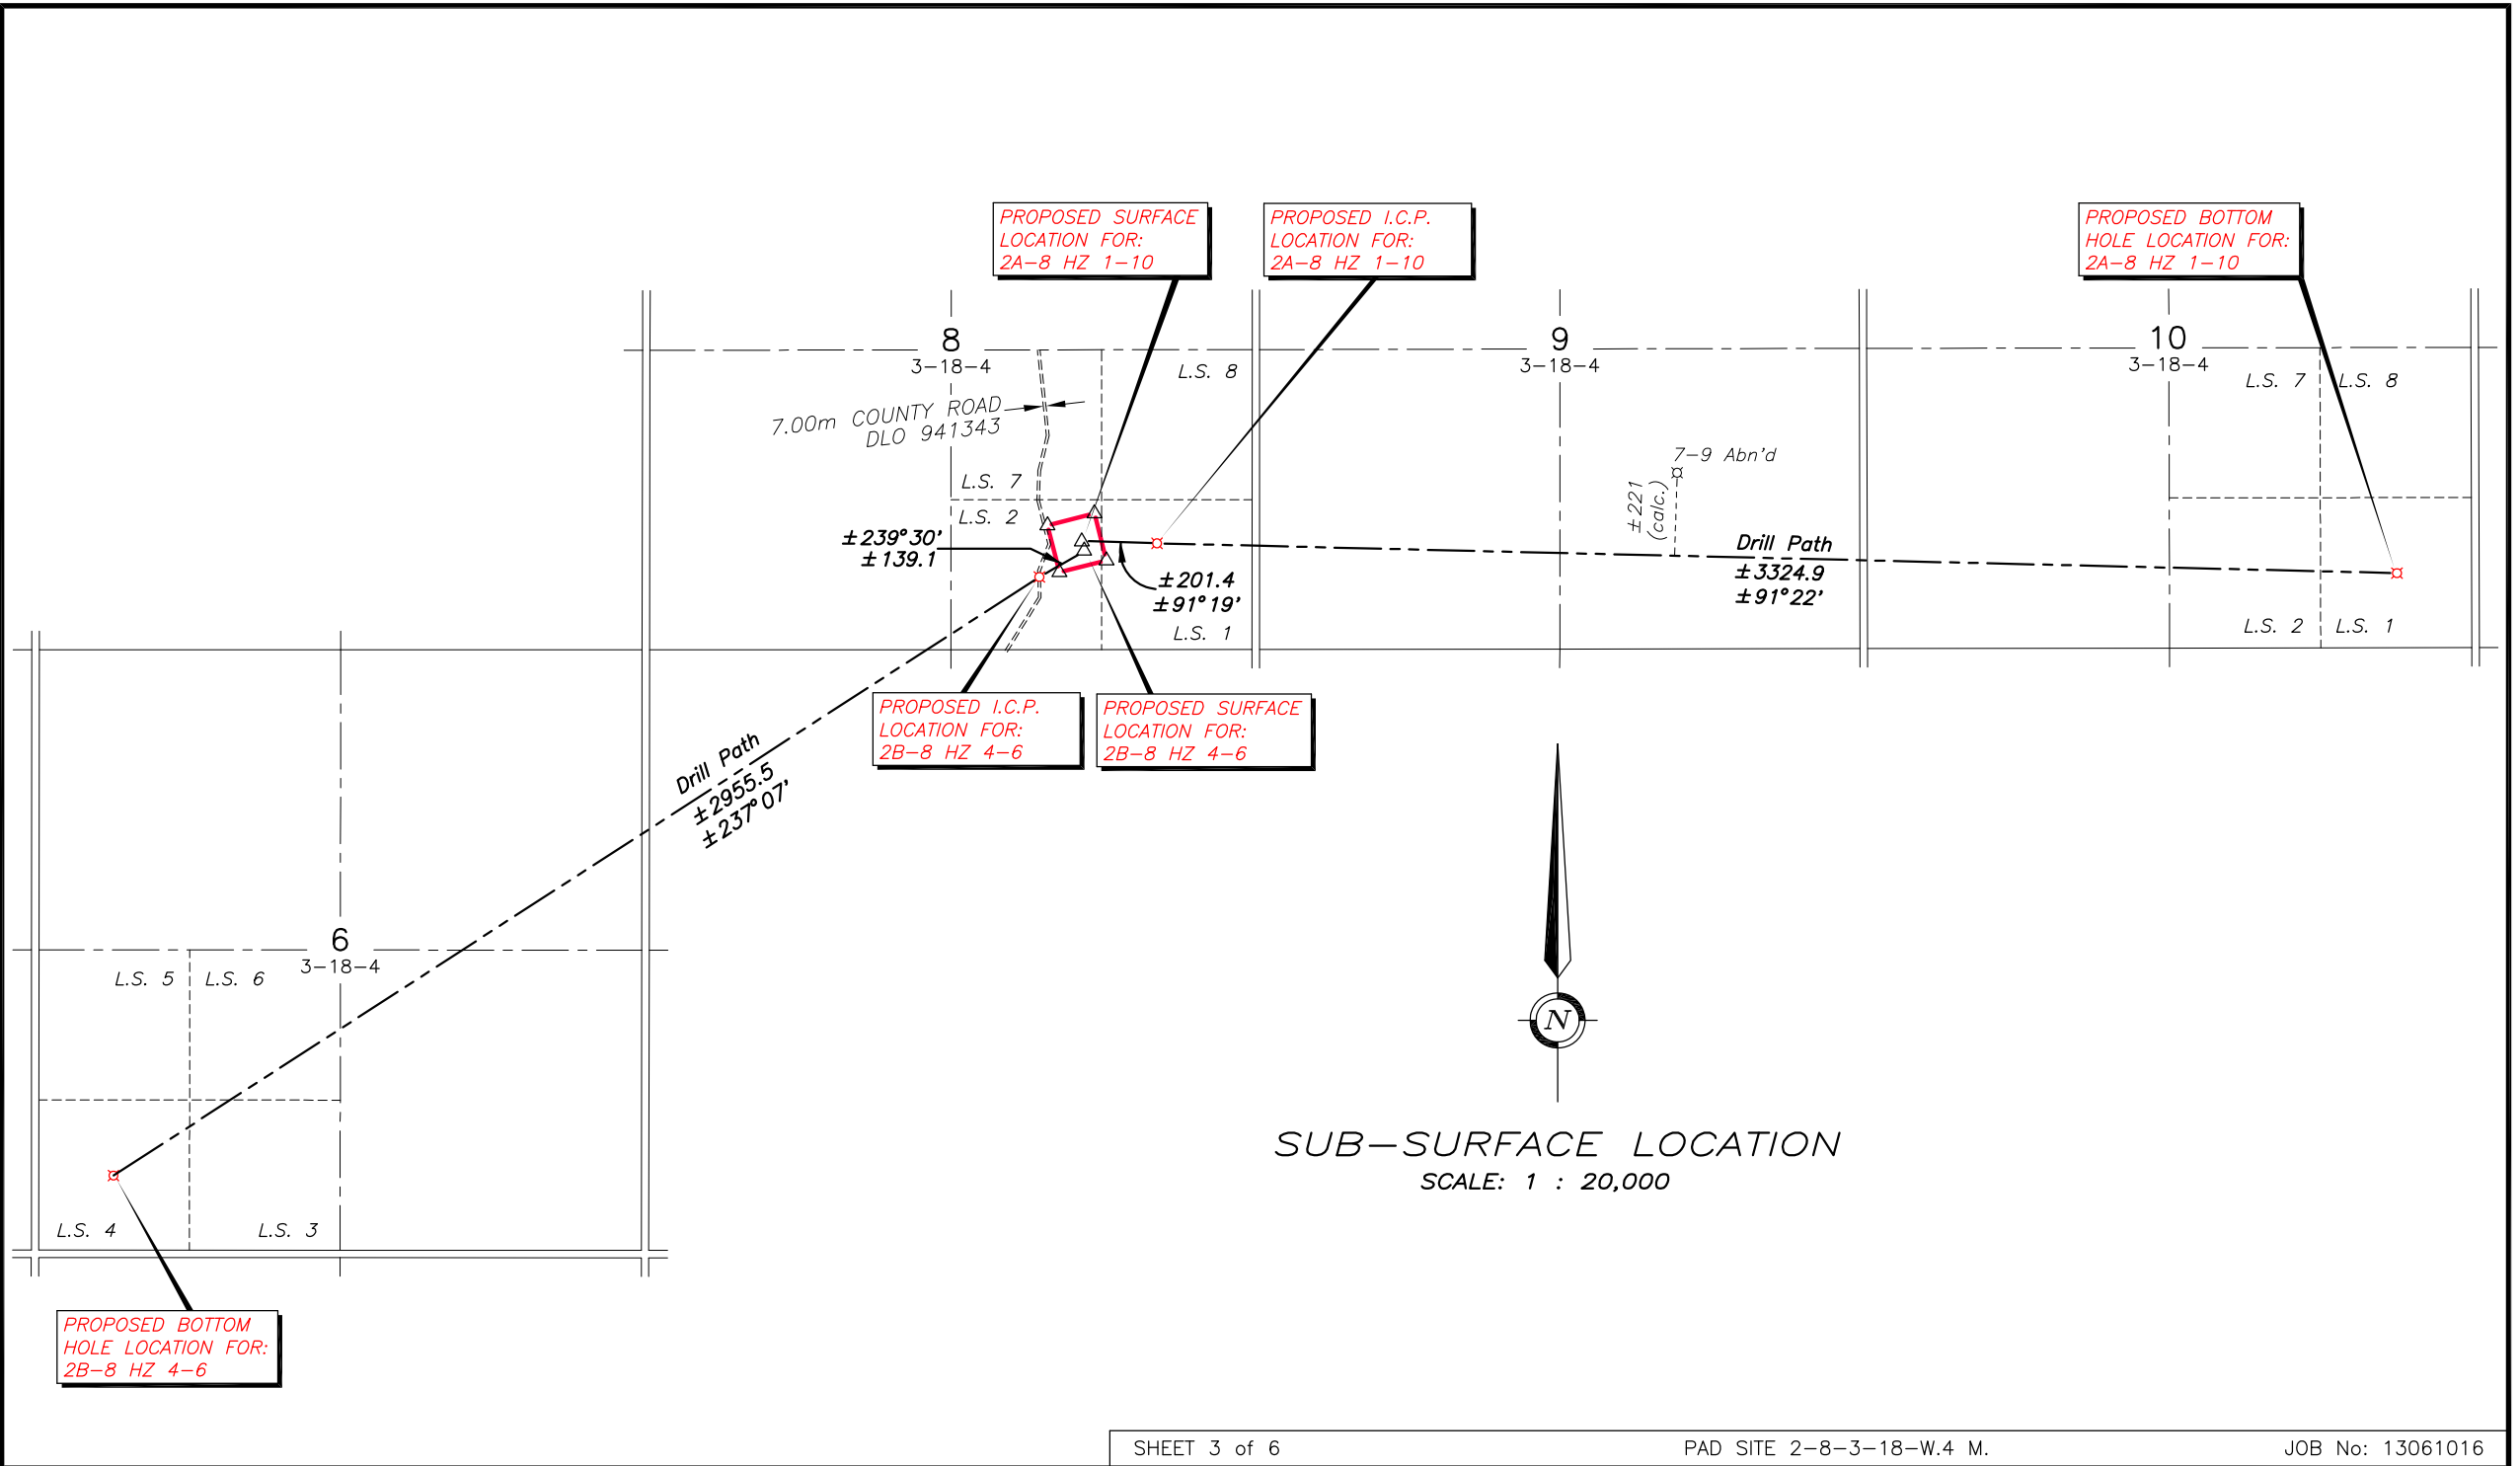 PROPOSED SURFACE
LOCATION FOR:
2A-8 HZ 1-10
PROPOSED I.C.P.
LOCATION FOR:
2A-8 HZ 1-10
PROPOSED BOTTOM
HOLE LOCATION FOR:
2A-8 HZ 1-10
8
3-18-4
9
3-18-4
10
3-18-4
L.S. 8
L.S. 7
L.S. 8
7.00m COUNTY ROAD
DLO 941343
L.S. 7
L.S. 2
7-9 Abn'd
±221
(calc.)
±239°30'
±139.1
±201.4
±91°19'
L.S. 1
Drill Path
±3324.9
±91°22'
L.S. 2
L.S. 1
PROPOSED I.C.P.
LOCATION FOR:
2B-8 HZ 4-6
PROPOSED SURFACE
LOCATION FOR:
2B-8 HZ 4-6
Drill Path
±2955.5
±237°07'
6
3-18-4
L.S. 5
L.S. 6
L.S. 4
L.S. 3
N
SUB-SURFACE LOCATION
SCALE: 1 : 20,000
PROPOSED BOTTOM
HOLE LOCATION FOR:
2B-8 HZ 4-6
SHEET 3 of 6
PAD SITE 2-8-3-18-W.4 M.
JOB No: 13061016